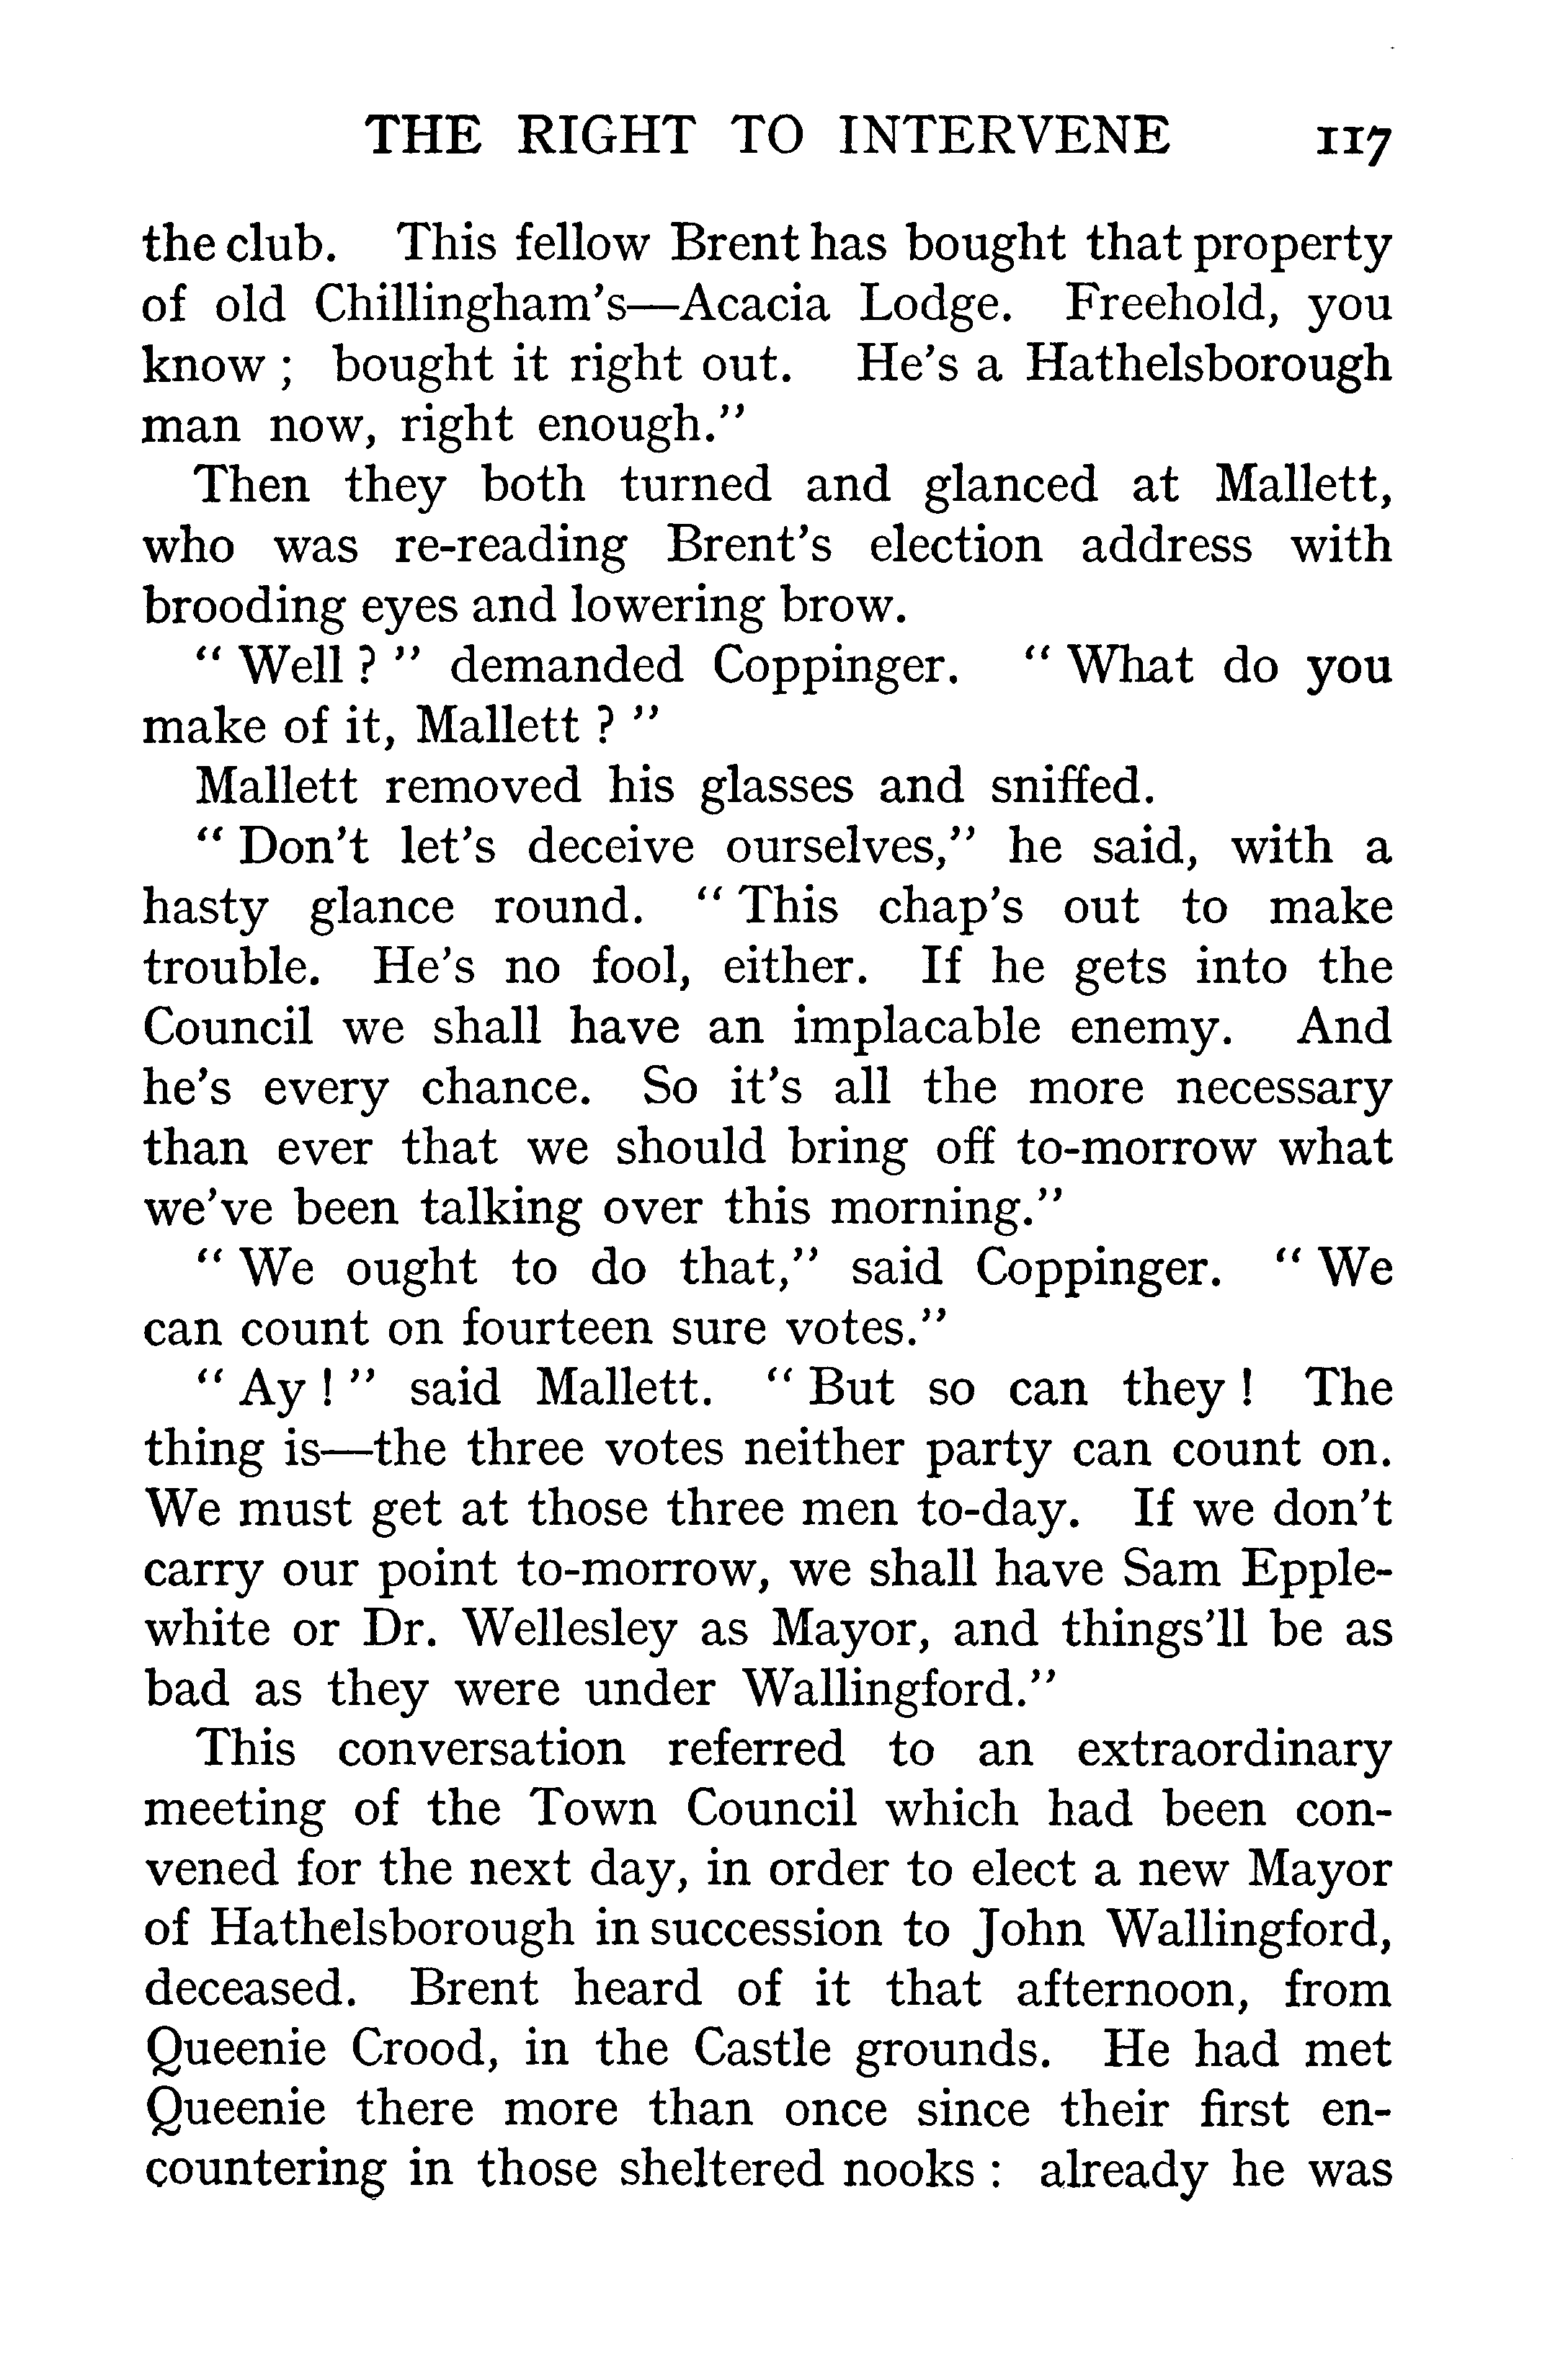 THE RIGHT TO INTERVENE 117
the club. This fellow Brent has bought that property
of old Chillingham's—Acacia Lodge. Freehold, you
know ; bought it right out. He's a Hathelsborough
man now, right enough.”
Then they both turned and glanced at Mallett,
who was re-reading Brent's election address with
brooding eyes and lowering brow.
“ Well ? ” demanded Coppinger. “ What do you
make of it, Mallett ? ”
Mallett removed his glasses and sniffed.
“ Don't let's deceive ourselves,” he said, with a
hasty glance round. “ This chap's out to make
trouble. He's no fool, either. If he gets into the
Council we shall have an implacable enemy. And
he's every chance. So it's all the more necessary
than ever that we should bring off to-morrow what
we've been talking over this morning.”
“ We ought to do that,” said Coppinger. “ We
can count on fourteen sure votes.”
“ Ay ! ” said Mallett. “ But so can they ! The
thing is—the three votes neither party can count on.
We must get at those three men to-day. If we don't
carry our point to-morrow, we shall have Sam Epple-
white or Dr. Wellesley as Mayor, and things'll be as
bad as they were under Wallingford.”
This conversation referred to an extraordinary
meeting of the Town Council which had been con-
vened for the next day, in order to elect a new Mayor
of Hathelsborough in succession to John Wallingford,
deceased. Brent heard of it that afternoon, from
Queenie Crood, in the Castle grounds. He had met
Queenie there more than once since their first en-
countering in those sheltered nooks : already he was